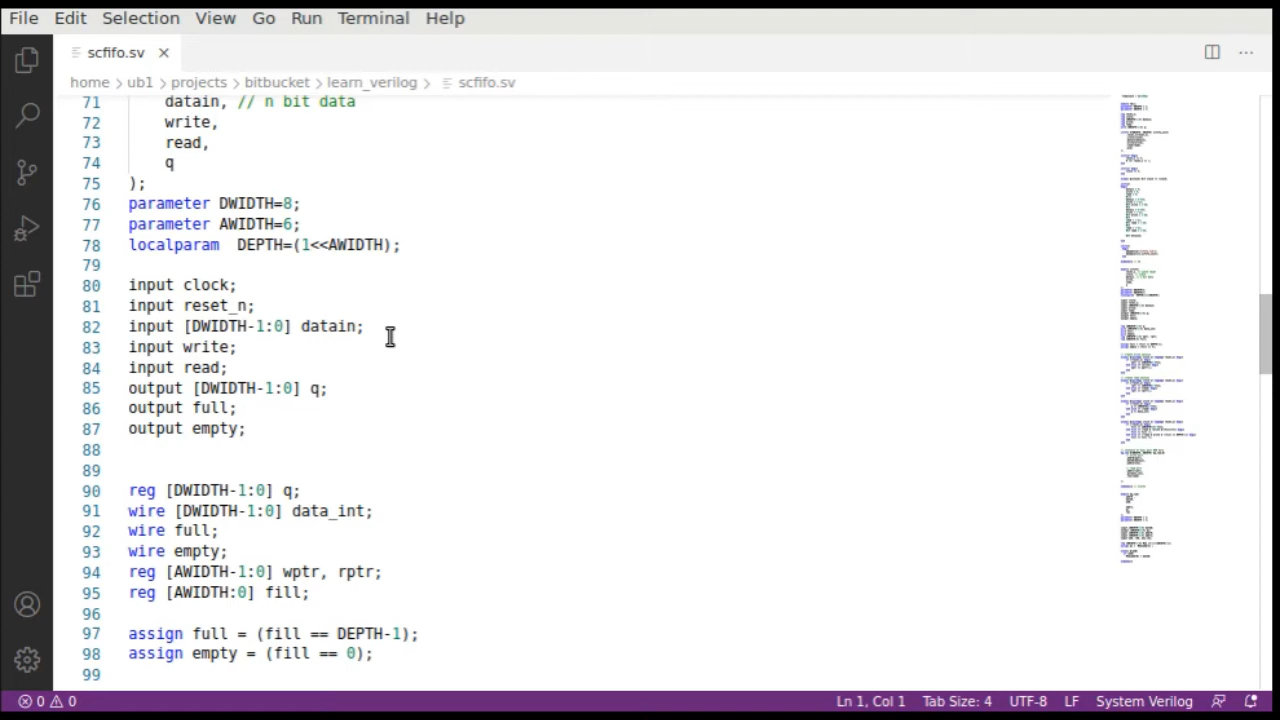 File Edit Selection View Go Run Terminal Help
scfifo.sv
home > ub1 > projects > bitbucket > learn_verilog > scfifo.sv
71 datain, // n bit data
72 write,
73 read,
74 q
75 );
76 parameter DWIDTH=8;
77 parameter AWIDTH=6;
78 localparam  DEPTH=(1<<AWIDTH);
79
80 input clock;
81 input reset_n;
82 input [DWIDTH-1:0] datain;
83 input write;
84 input read;
85 output [DWIDTH-1:0] q;
86 output full;
87 output empty;
88
89
90 reg [DWIDTH-1:0] q;
91 wire [DWIDTH-1:0] data_int;
92 wire full;
93 wire empty;
94 reg [AWIDTH-1:0] wptr, rptr;
95 reg [AWIDTH:0] fill;
96
97 assign full = (fill == DEPTH-1);
98 assign empty = (fill == 0);
99
0 0 Ln 1, Col 1 Tab Size: 4 UTF-8 LF System Verilog